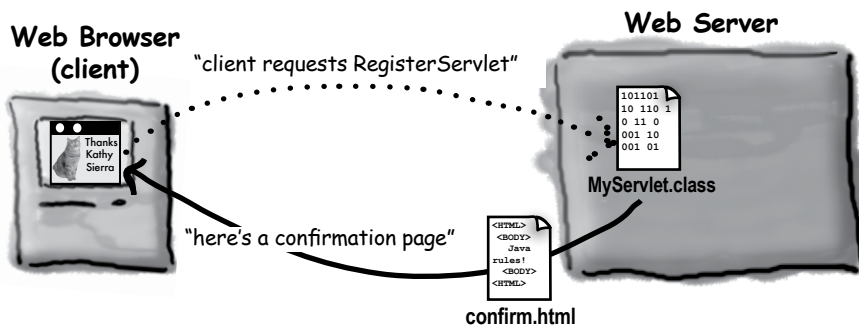 Web Browser
(client)
Web Server
“client requests RegisterServlet”
Thanks
Kathy
Sierra
101101
10 110 1
0 11 0
001 10
001 01
MyServlet.class
“here’s a confirmation page”
<HTML>
<BODY>
Java
rules!
<BODY>
<HTML>
confirm.html